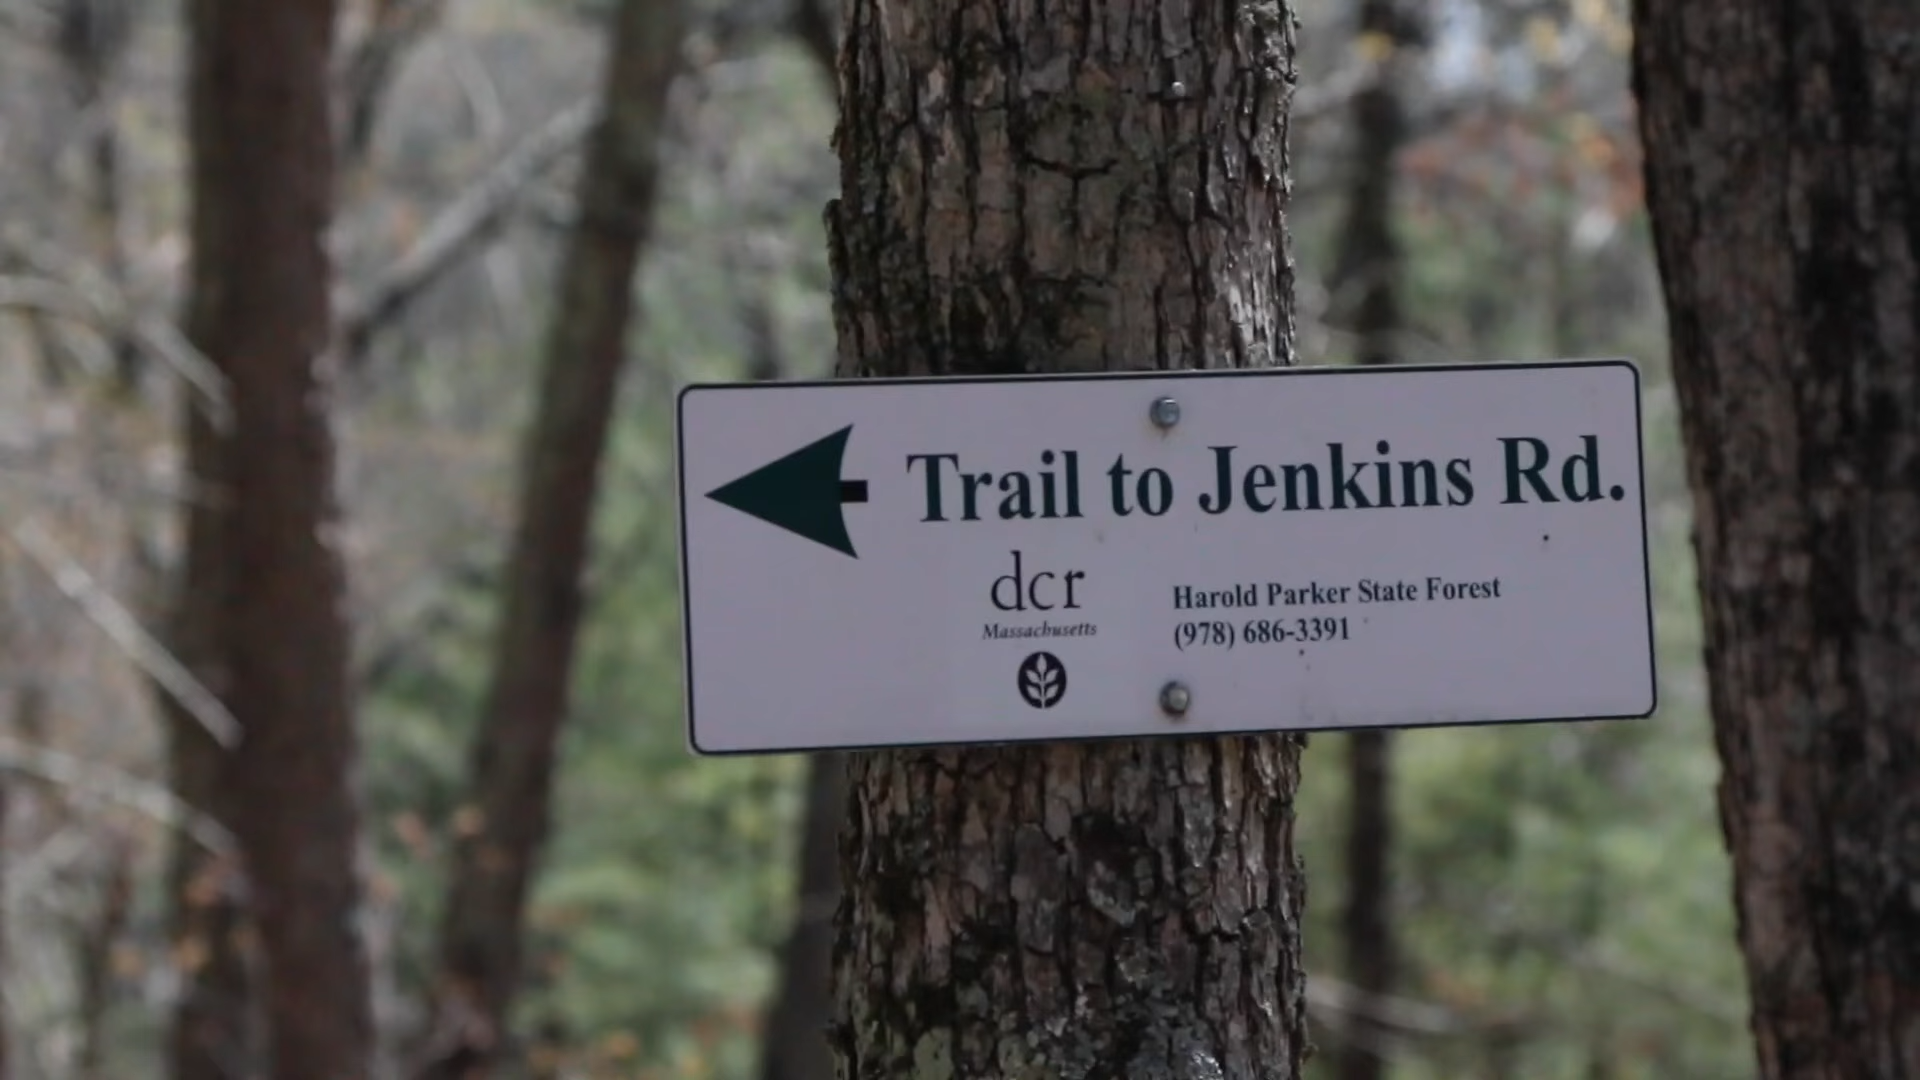 Trail to Jenkins Rd.
dcr
Massachusetts
Harold Parker State Forest
(978) 686-3391